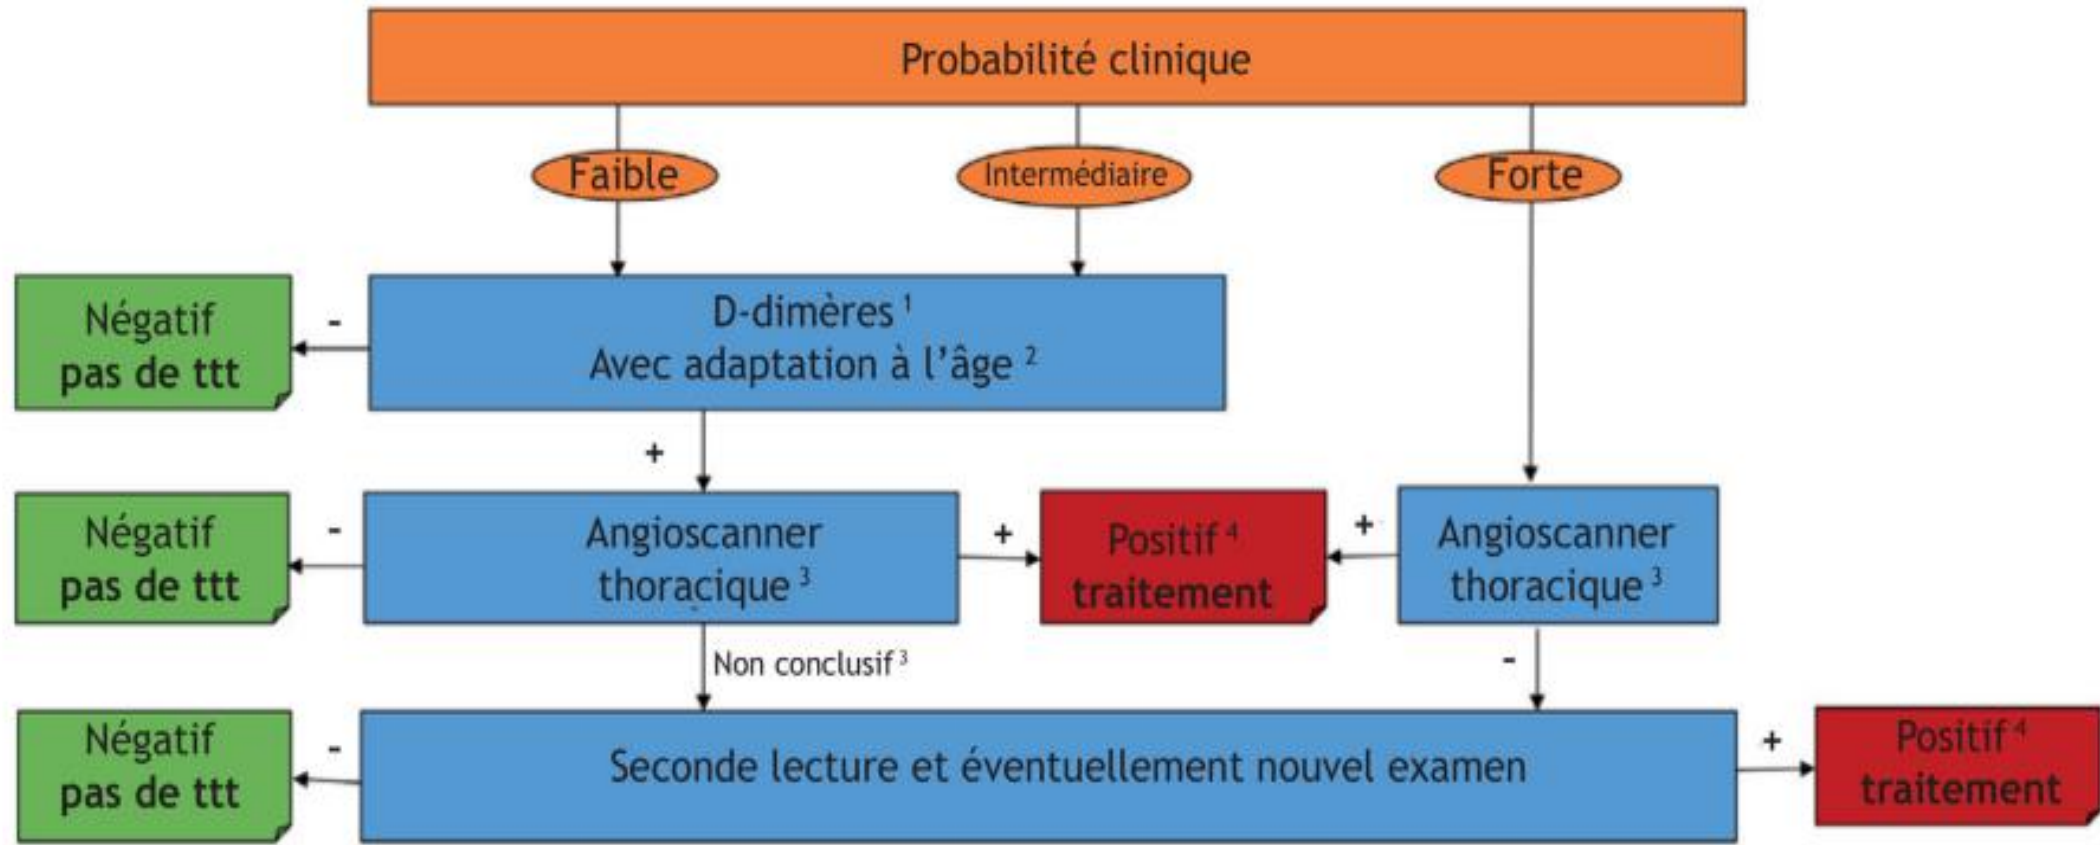 Probabilité clinique
Faible
Intermédiaire
Forte
Négatif
pas de ttt
-
D-dimères ¹
Avec adaptation à l'âge ²
+
Négatif
pas de ttt
-
Angioscanner
thoracique ³
+
Positif ⁴
traitement
+
Angioscanner
thoracique ³
Non conclusif ³
-
Négatif
pas de ttt
-
Seconde lecture et éventuellement nouvel examen
+
Positif ⁴
traitement